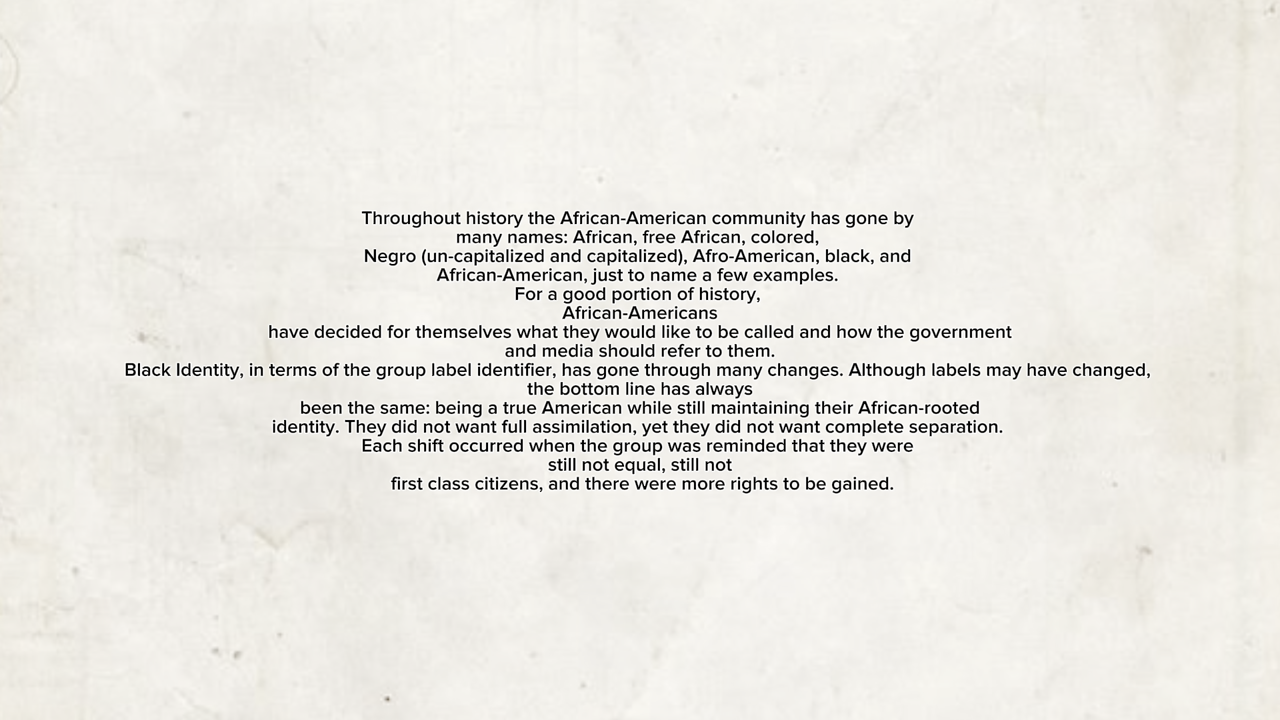 Throughout history the African-American community has gone by
many names: African, free African, colored,
Negro (un-capitalized and capitalized), Afro-American, black, and
African-American, just to name a few examples.
For a good portion of history,
African-Americans
have decided for themselves what they would like to be called and how the government
and media should refer to them.
Black Identity, in terms of the group label identifier, has gone through many changes. Although labels may have changed,
the bottom line has always
been the same: being a true American while still maintaining their African-rooted
identity. They did not want full assimilation, yet they did not want complete separation.
Each shift occurred when the group was reminded that they were
still not equal, still not
first class citizens, and there were more rights to be gained.